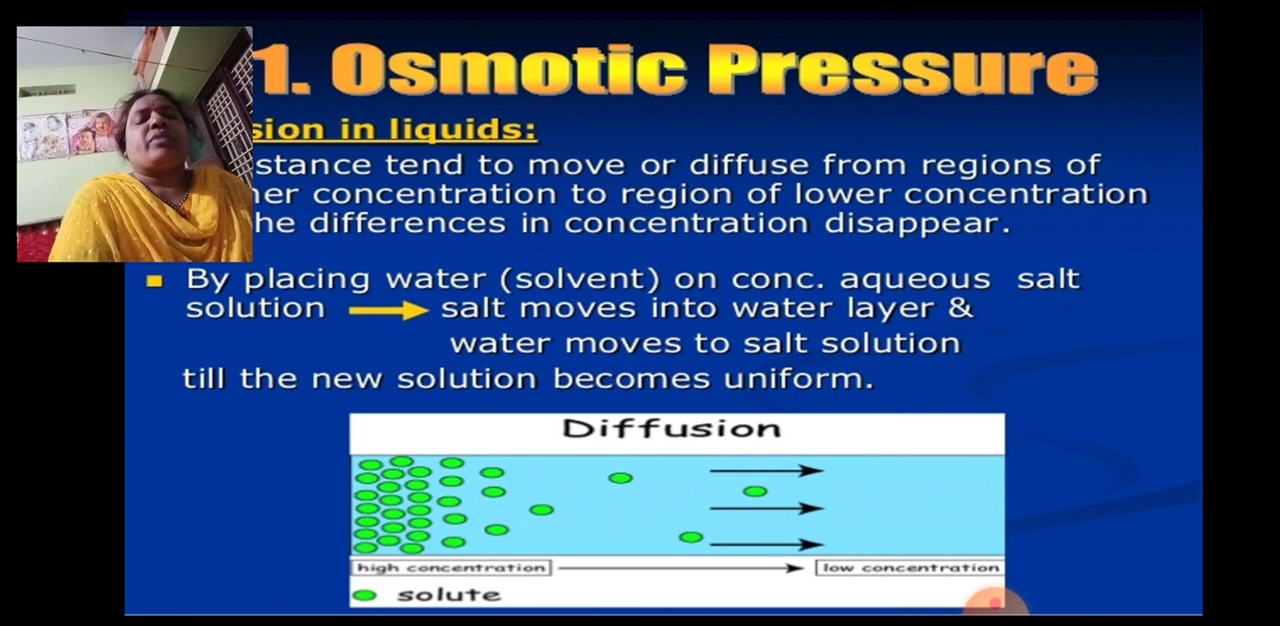 1. Osmotic Pressure
sion in liquids:
stance tend to move or diffuse from regions of
her concentration to region of lower concentration
he differences in concentration disappear.
By placing water (solvent) on conc. aqueous salt
solution → salt moves into water layer &
water moves to salt solution
till the new solution becomes uniform.
Diffusion
high concentration → low concentration
solute